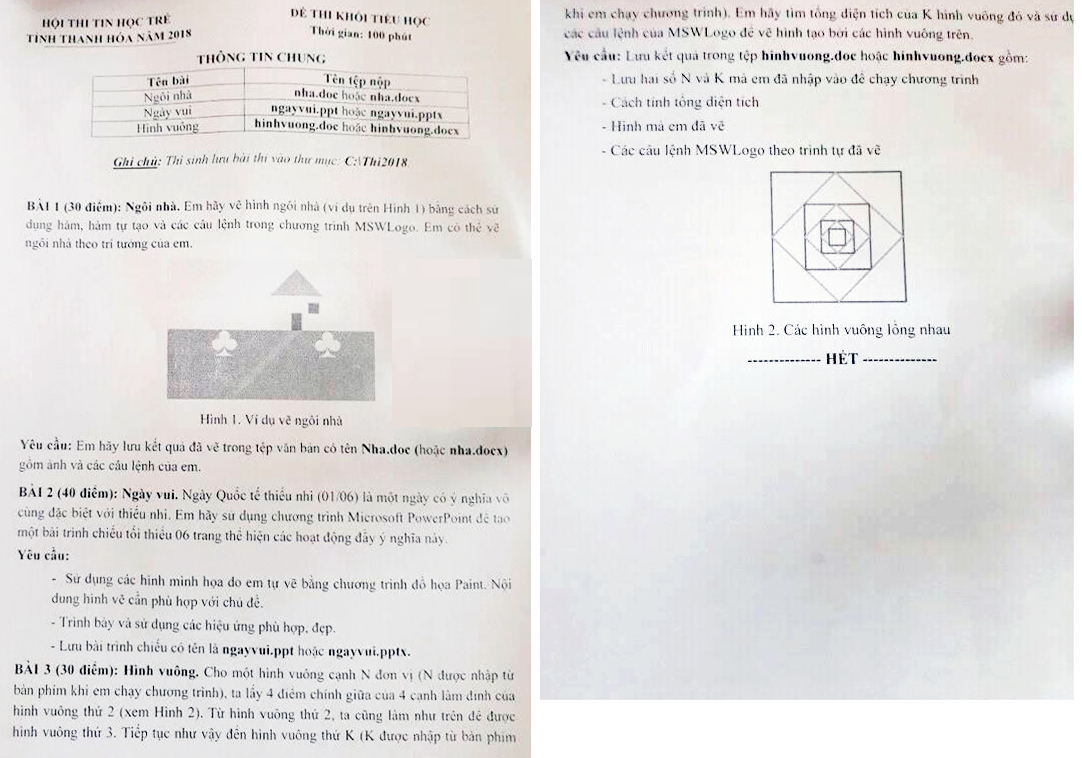 HỘI THI TIN HỌC TRẺ
TỈNH THANH HÓA NĂM 2018
ĐỀ THI KHỐI TIỂU HỌC
Thời gian: 100 phút
THÔNG TIN CHUNG
Tên bài Tên tệp nộp
Ngôi nhà nha.doc hoặc nha.docx
Ngày vui ngayvui.ppt hoặc ngayvui.pptx
Hình vuông hinhvuong.doc hoặc hinhvuong.docx
Ghi chú: Thí sinh lưu bài thi vào thư mục: C:\Thi2018
BÀI 1 (30 điểm): Ngôi nhà. Em hãy vẽ hình ngôi nhà (ví dụ trên Hình 1) bằng cách sử
dụng hàm, hàm tự tạo và các câu lệnh trong chương trình MSWLogo. Em có thể vẽ
ngôi nhà theo trí tưởng của em.
Hình 1. Ví dụ vẽ ngôi nhà
Yêu cầu: Em hãy lưu kết quả đã vẽ trong tệp văn bản có tên Nha.doc (hoặc nha.docx)
gồm ảnh và các câu lệnh của em.
BÀI 2 (40 điểm): Ngày vui. Ngày Quốc tế thiếu nhi (01/06) là một ngày có ý nghĩa vô
cùng đặc biệt với thiếu nhi. Em hãy sử dụng chương trình Microsoft PowerPoint để tạo
một bài trình chiếu tối thiểu 06 trang thể hiện các hoạt động đầy ý nghĩa này.
Yêu cầu:
- Sử dụng các hình minh họa do em tự vẽ bằng chương trình đồ họa Paint. Nội
dung hình vẽ cần phù hợp với chủ đề.
- Trình bày và sử dụng các hiệu ứng phù hợp, đẹp.
- Lưu bài trình chiếu có tên là ngayvui.ppt hoặc ngayvui.pptx.
BÀI 3 (30 điểm): Hình vuông. Cho một hình vuông cạnh N đơn vị (N được nhập từ
bàn phím khi em chạy chương trình), ta lấy 4 điểm chính giữa của 4 cạnh làm đỉnh của
hình vuông thứ 2 (xem Hình 2). Từ hình vuông thứ 2, ta cũng làm như trên để được
hình vuông thứ 3. Tiếp tục như vậy đến hình vuông thứ K (K được nhập từ bàn phím
khi em chạy chương trình). Em hãy tìm tổng diện tích của K hình vuông đó và sử
các câu lệnh của MSWLogo để vẽ hình tạo bởi các hình vuông trên.
Yêu cầu: Lưu kết quả trong tệp hinhvuong.doc hoặc hinhvuong.docx gồm:
- Lưu hai số N và K mà em đã nhập vào để chạy chương trình
- Cách tính tổng diện tích
- Hình mà em đã vẽ
- Các câu lệnh MSWLogo theo trình tự đã vẽ
Hình 2. Các hình vuông lồng nhau
-------------- HẾT --------------